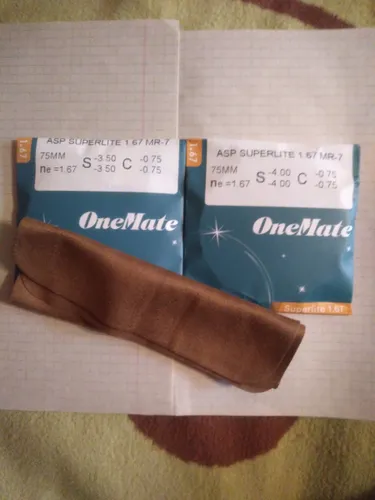 1.67
ASP SUPERLITE 1.67 MR-7
75MM S -3.50 C -0.75
ne =1.67 -3.50 -0.75
OneMate
1.67
ASP SUPERLITE 1.67 MR-7
75MM S -4.00 C -0.75
ne =1.67 -4.00 -0.75
OneMate
Superlite 1.67